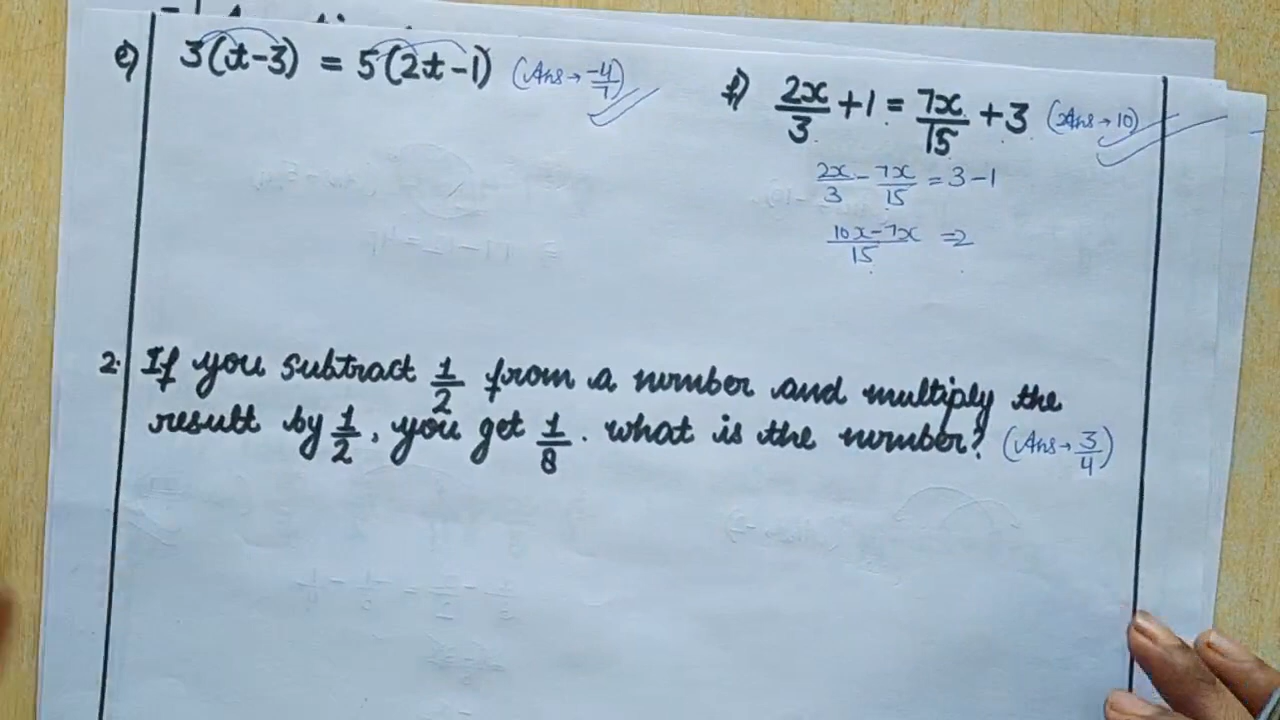 e) 3(t-3) = 5(2t-1) (Ans → -4/7)
f) 2x/3 + 1 = 7x/15 + 3 (Ans → 10)
2x/3 - 7x/15 = 3-1
10x-7x/15 = 2
2. If you subtract 1/2 from a number and multiply the
result by 1/2, you get 1/8. what is the number? (Ans → 3/4)